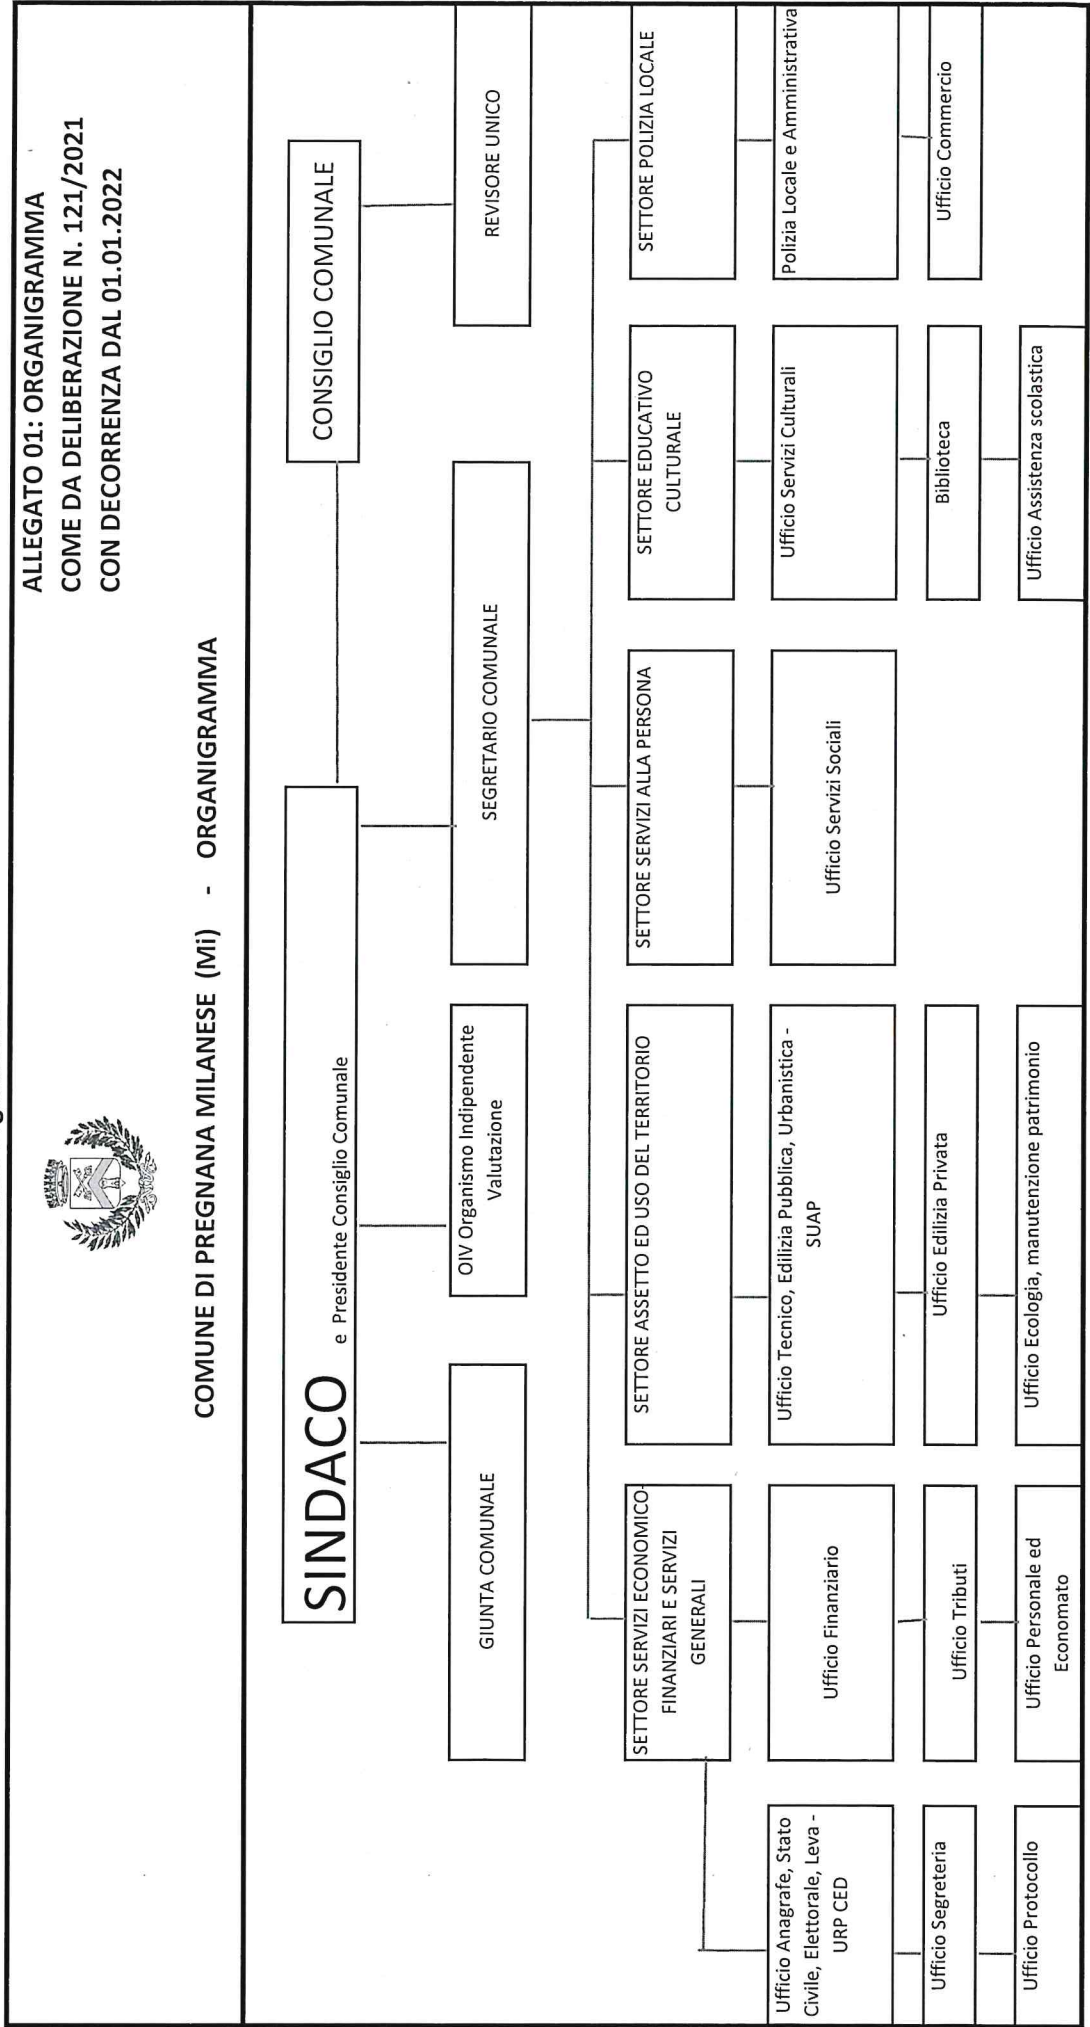 ALLEGATO 01: ORGANIGRAMMA
COME DA DELIBERAZIONE N. 121/2021
CON DECORRENZA DAL 01.01.2022
COMUNE DI PREGNANA MILANESE (Mi) - ORGANIGRAMMA
SINDACO e Presidente Consiglio Comunale
CONSIGLIO COMUNALE
GIUNTA COMUNALE
OIV Organismo Indipendente
Valutazione
SEGRETARIO COMUNALE
REVISORE UNICO
SETTORE SERVIZI ECONOMICO-
FINANZIARI E SERVIZI
GENERALI
SETTORE ASSETTO ED USO DEL TERRITORIO
SETTORE SERVIZI ALLA PERSONA
SETTORE EDUCATIVO
CULTURALE
SETTORE POLIZIA LOCALE
Ufficio Anagrafe, Stato
Civile, Elettorale, Leva -
URP CED
Ufficio Finanziario
Ufficio Tecnico, Edilizia Pubblica, Urbanistica -
SUAP
Ufficio Servizi Sociali
Ufficio Servizi Culturali
Polizia Locale e Amministrativa
Ufficio Segreteria
Ufficio Tributi
Ufficio Edilizia Privata
Biblioteca
Ufficio Commercio
Ufficio Protocollo
Ufficio Personale ed
Economato
Ufficio Ecologia, manutenzione patrimonio
Ufficio Assistenza scolastica